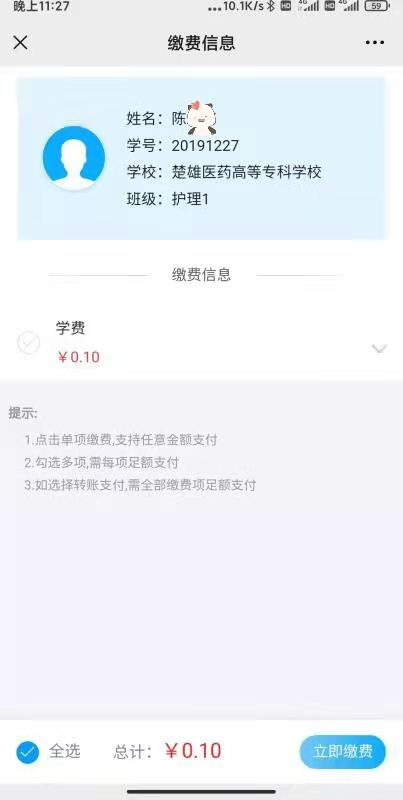 晚上11:27
...10.1K/s HD 4G HD 4G 59
缴费信息
姓名：陈
学号：20191227
学校：楚雄医药高等专科学校
班级：护理1
缴费信息
学费
￥0.10
提示:
1.点击单项缴费,支持任意金额支付
2.勾选多项,需每项足额支付
3.如选择转账支付,需全部缴费项足额支付
全选 总计：￥0.10 立即缴费